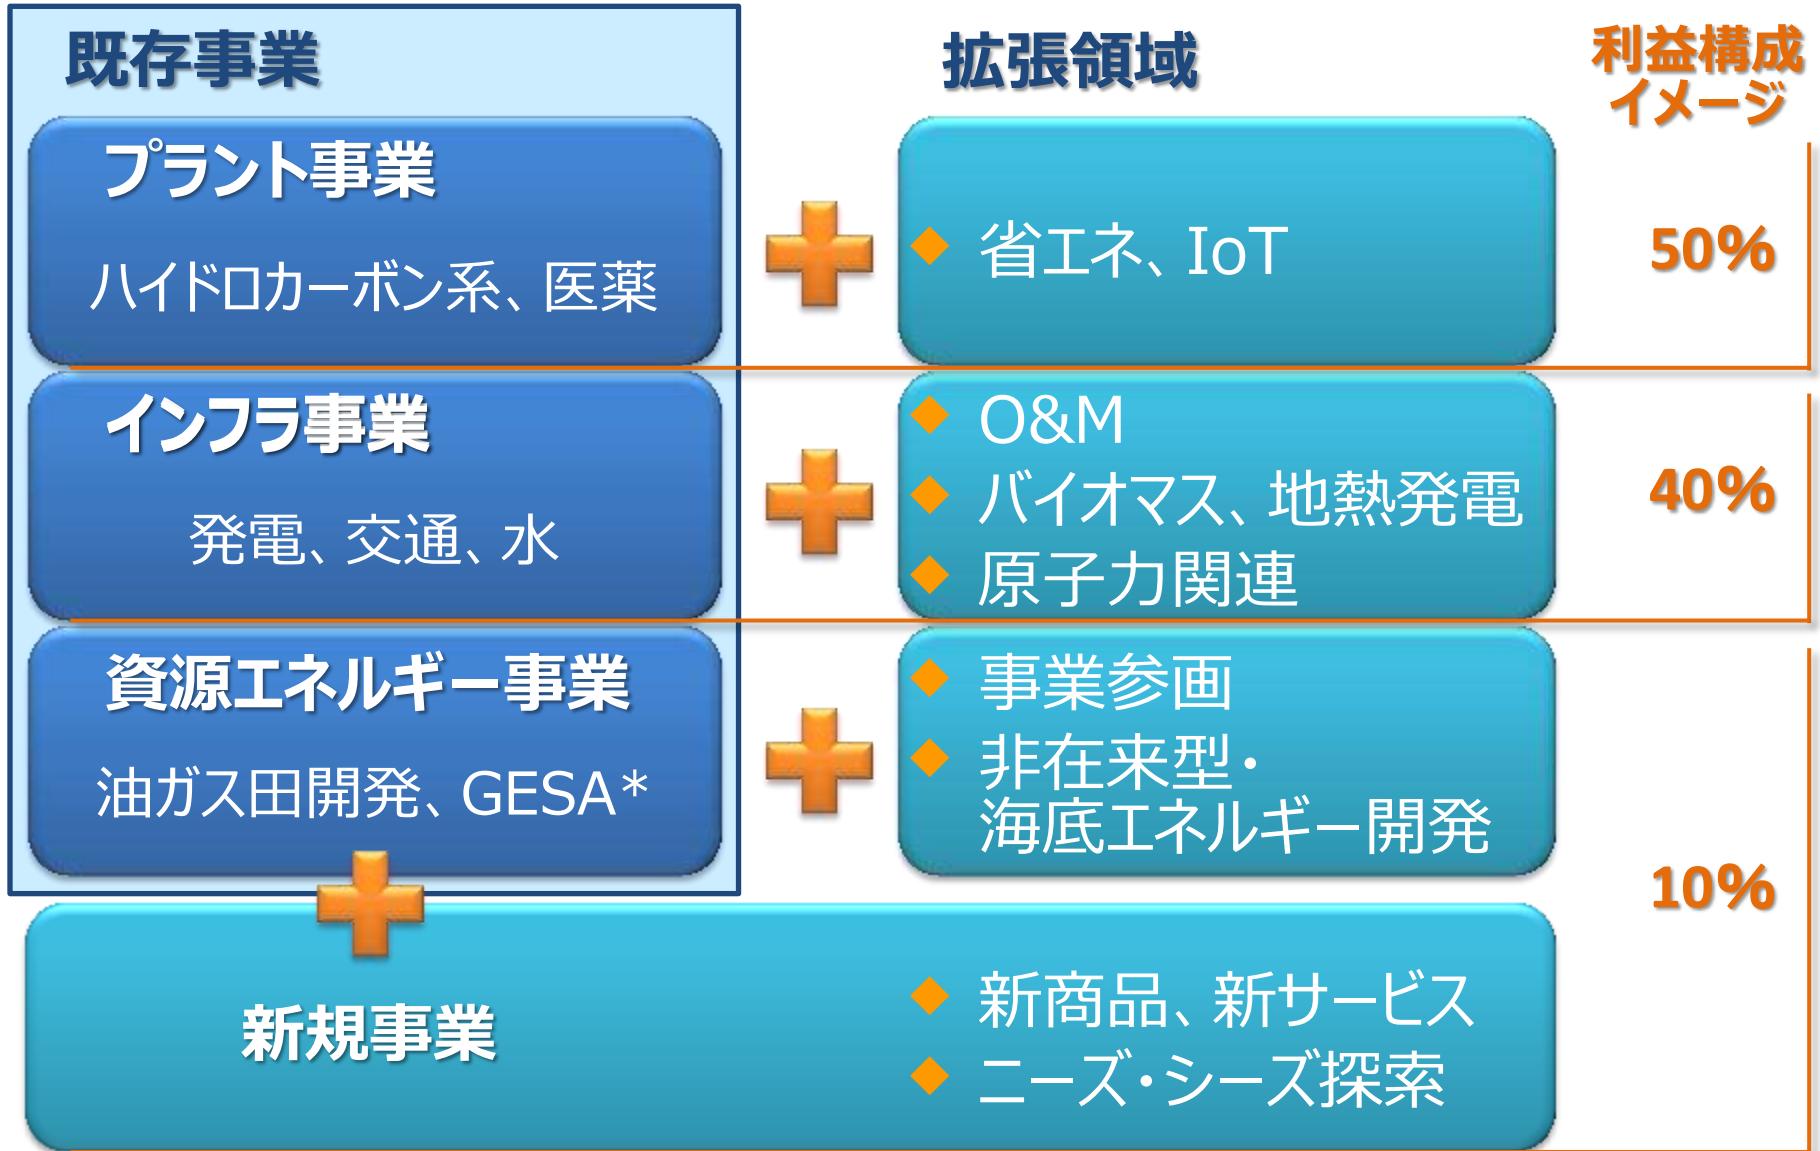 既存事業
拡張領域
利益構成
イメージ
プラント事業
ハイドロカーボン系、医薬
◆ 省エネ、IoT
50%
インフラ事業
発電、交通、水
◆ O&M
◆ バイオマス、地熱発電
◆ 原子力関連
40%
資源エネルギー事業
油ガス田開発、GESA*
◆ 事業参画
◆ 非在来型・
海底エネルギー開発
10%
新規事業
◆ 新商品、新サービス
◆ ニーズ・シーズ探索